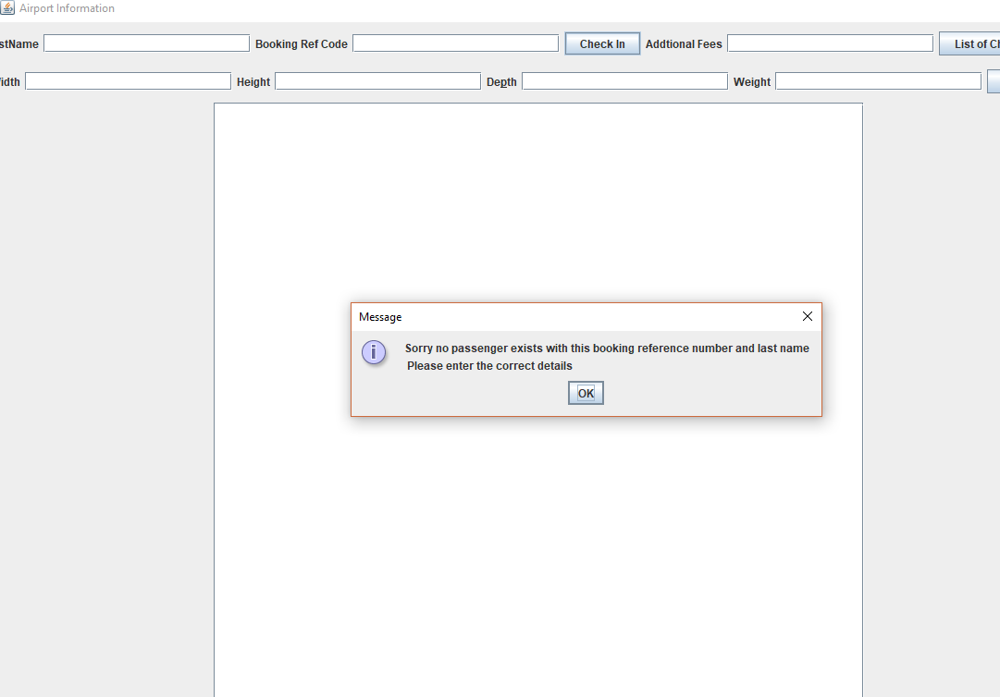 Airport Information
stName Booking Ref Code Check In Addtional Fees List of Ch
idth Height Depth Weight
Message
Sorry no passenger exists with this booking reference number and last name
Please enter the correct details
OK